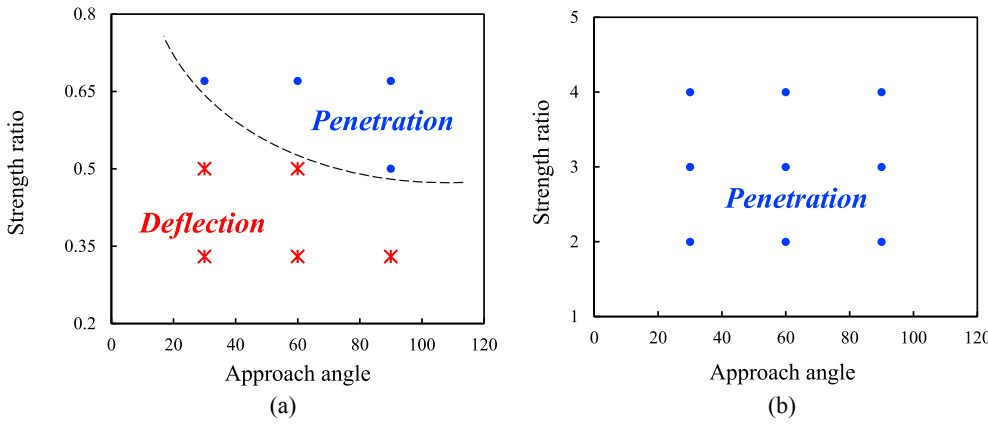 0.8
0.65
0.5
0.35
0.2
Strength ratio
Penetration
Deflection
0 20 40 60 80 100 120
Approach angle
(a)
5
4
3
2
1
Strength ratio
Penetration
0 20 40 60 80 100 120
Approach angle
(b)